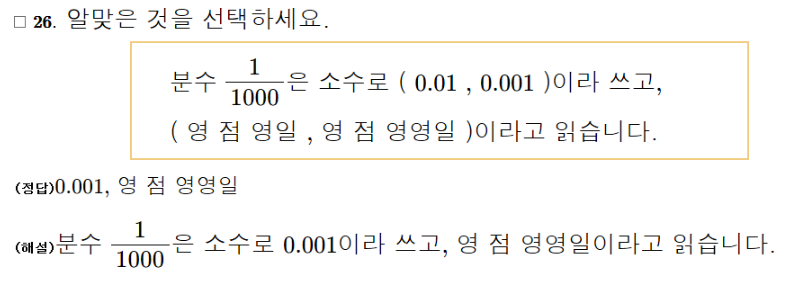 □ 26. 알맞은 것을 선택하세요.
분수 1/1000은 소수로 ( 0.01 , 0.001 )이라 쓰고,
( 영 점 영일 , 영 점 영영일 )이라고 읽습니다.
(정답)0.001, 영 점 영영일
(해설)분수 1/1000은 소수로 0.001이라 쓰고, 영 점 영영일이라고 읽습니다.